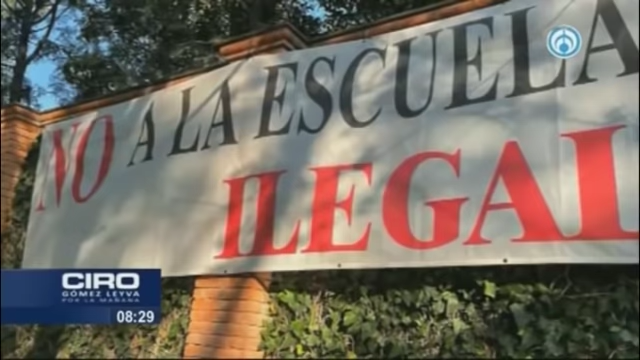 NO A LA ESCUELA
ILEGAL
CIRO
GÓMEZ LEYVA
POR LA MAÑANA
08:29